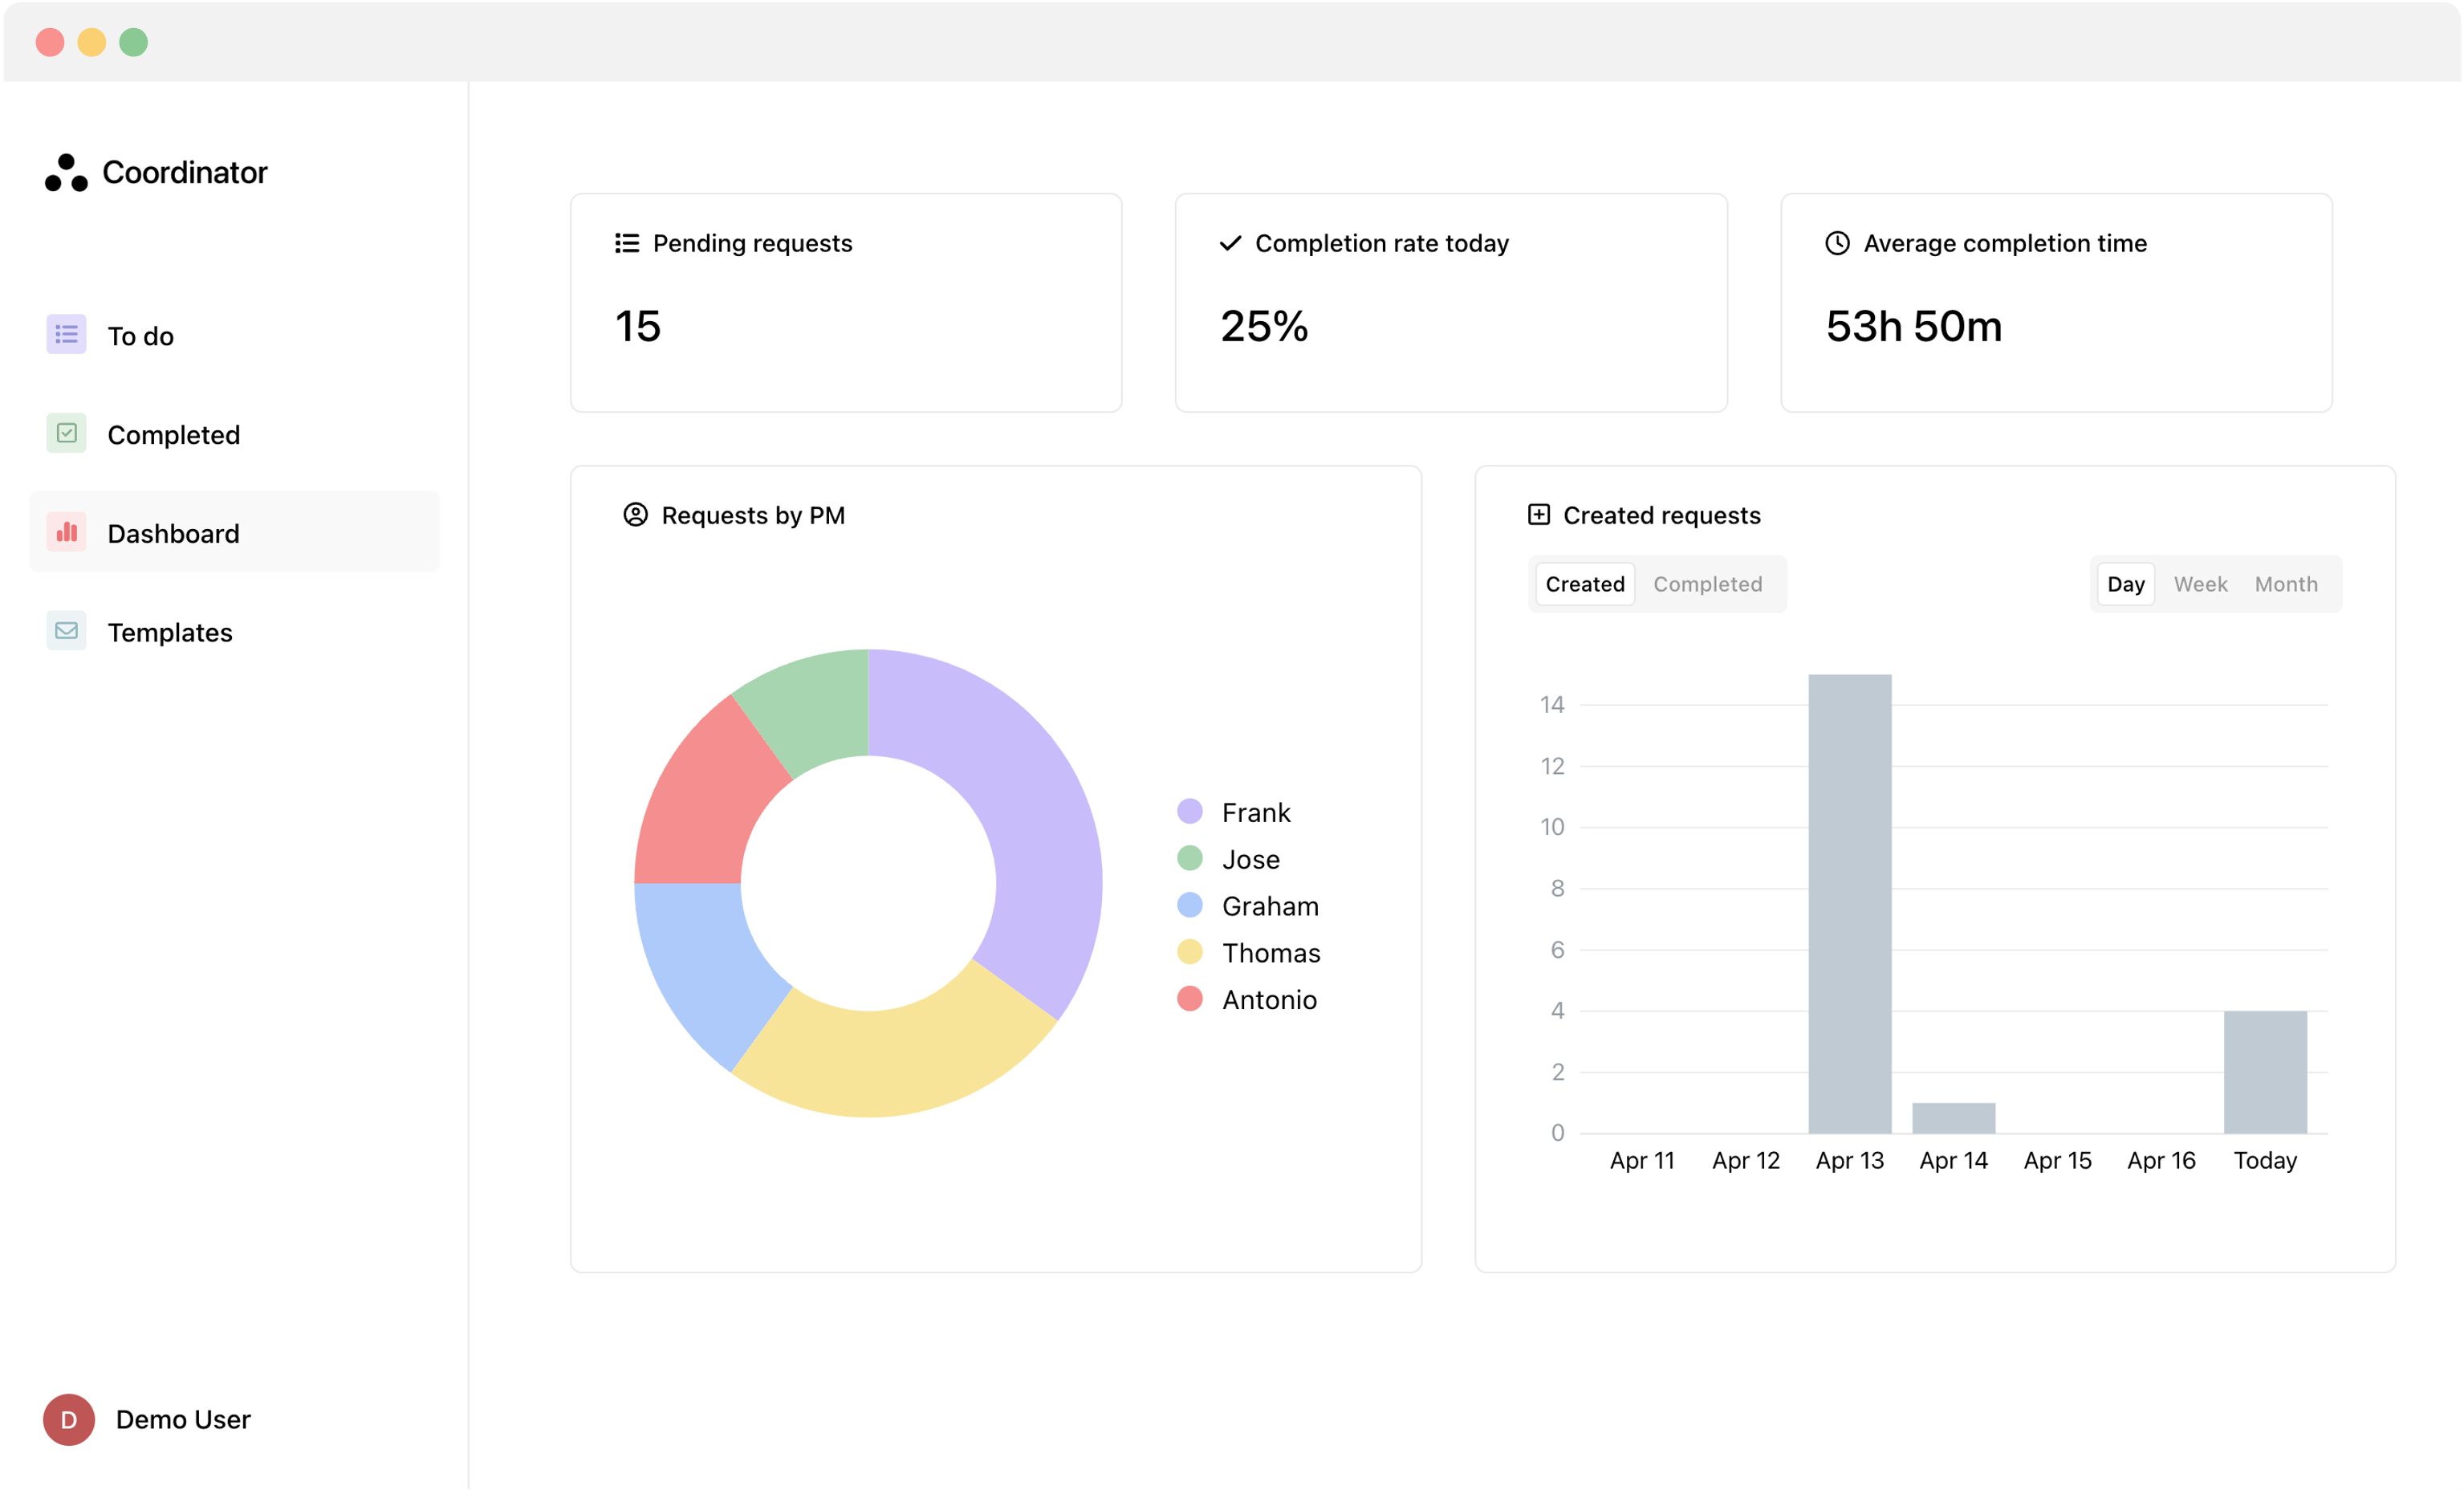 Coordinator
To do
Completed
Dashboard
Templates
D Demo User
Pending requests
15
Completion rate today
25%
Average completion time
53h 50m
Requests by PM
Frank
Jose
Graham
Thomas
Antonio
Created requests
Created Completed
Day Week Month
14
12
10
8
6
4
2
0
Apr 11 Apr 12 Apr 13 Apr 14 Apr 15 Apr 16 Today